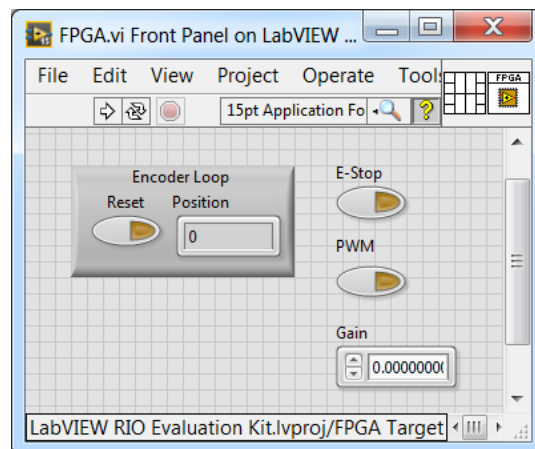 FPGA.vi Front Panel on LabVIEW ...
File Edit View Project Operate Tools
15pt Application Fo
FPGA
Encoder Loop
Reset Position
0
E-Stop
PWM
Gain
0.0000000
LabVIEW RIO Evaluation Kit.lvproj/FPGA Target